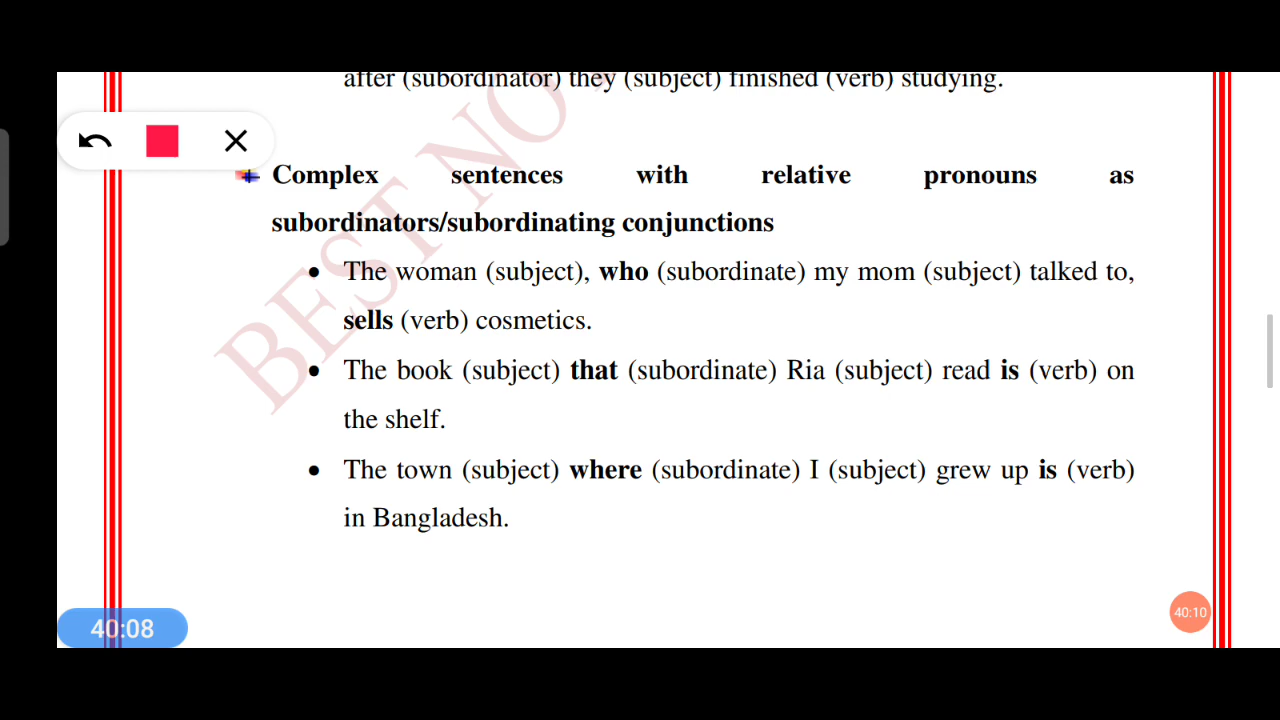 after (subordinator) they (subject) finished (verb) studying.
Complex sentences with relative pronouns as
subordinators/subordinating conjunctions
• The woman (subject), who (subordinate) my mom (subject) talked to,
sells (verb) cosmetics.
• The book (subject) that (subordinate) Ria (subject) read is (verb) on
the shelf.
• The town (subject) where (subordinate) I (subject) grew up is (verb)
in Bangladesh.
BEST NO
40:08
40:10